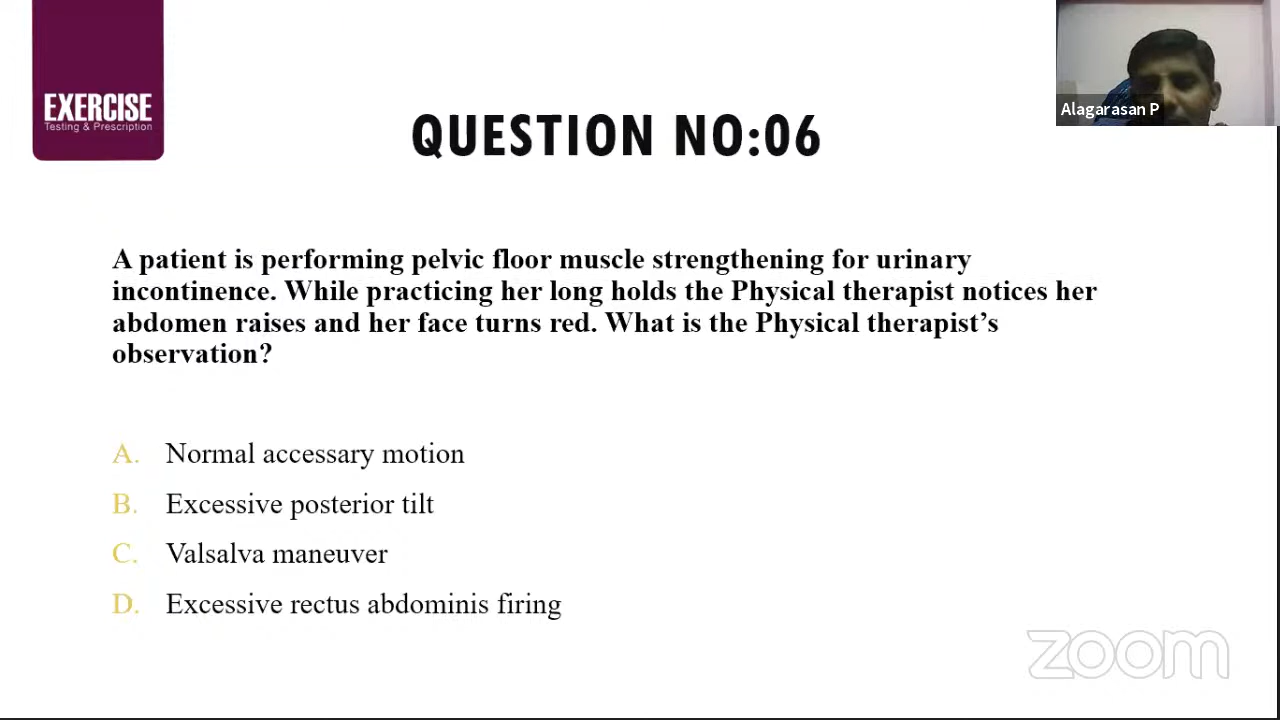 EXERCISE
Testing & Prescription
Alagarasan P
QUESTION NO:06
A patient is performing pelvic floor muscle strengthening for urinary
incontinence. While practicing her long holds the Physical therapist notices her
abdomen raises and her face turns red. What is the Physical therapist’s
observation?
A. Normal accessary motion
B. Excessive posterior tilt
C. Valsalva maneuver
D. Excessive rectus abdominis firing
zoom